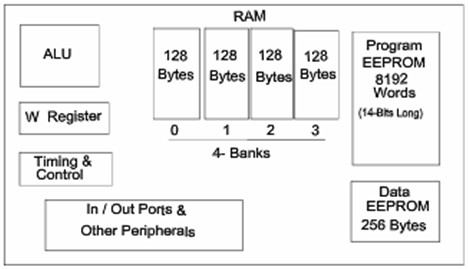 RAM
ALU
W Register
Timing &
Control
In / Out Ports &
Other Peripherals
128
Bytes
128
Bytes
128
Bytes
128
Bytes
0 1 2 3
4- Banks
Program
EEPROM
8192
Words
(14-Bits Long)
Data
EEPROM
256 Bytes